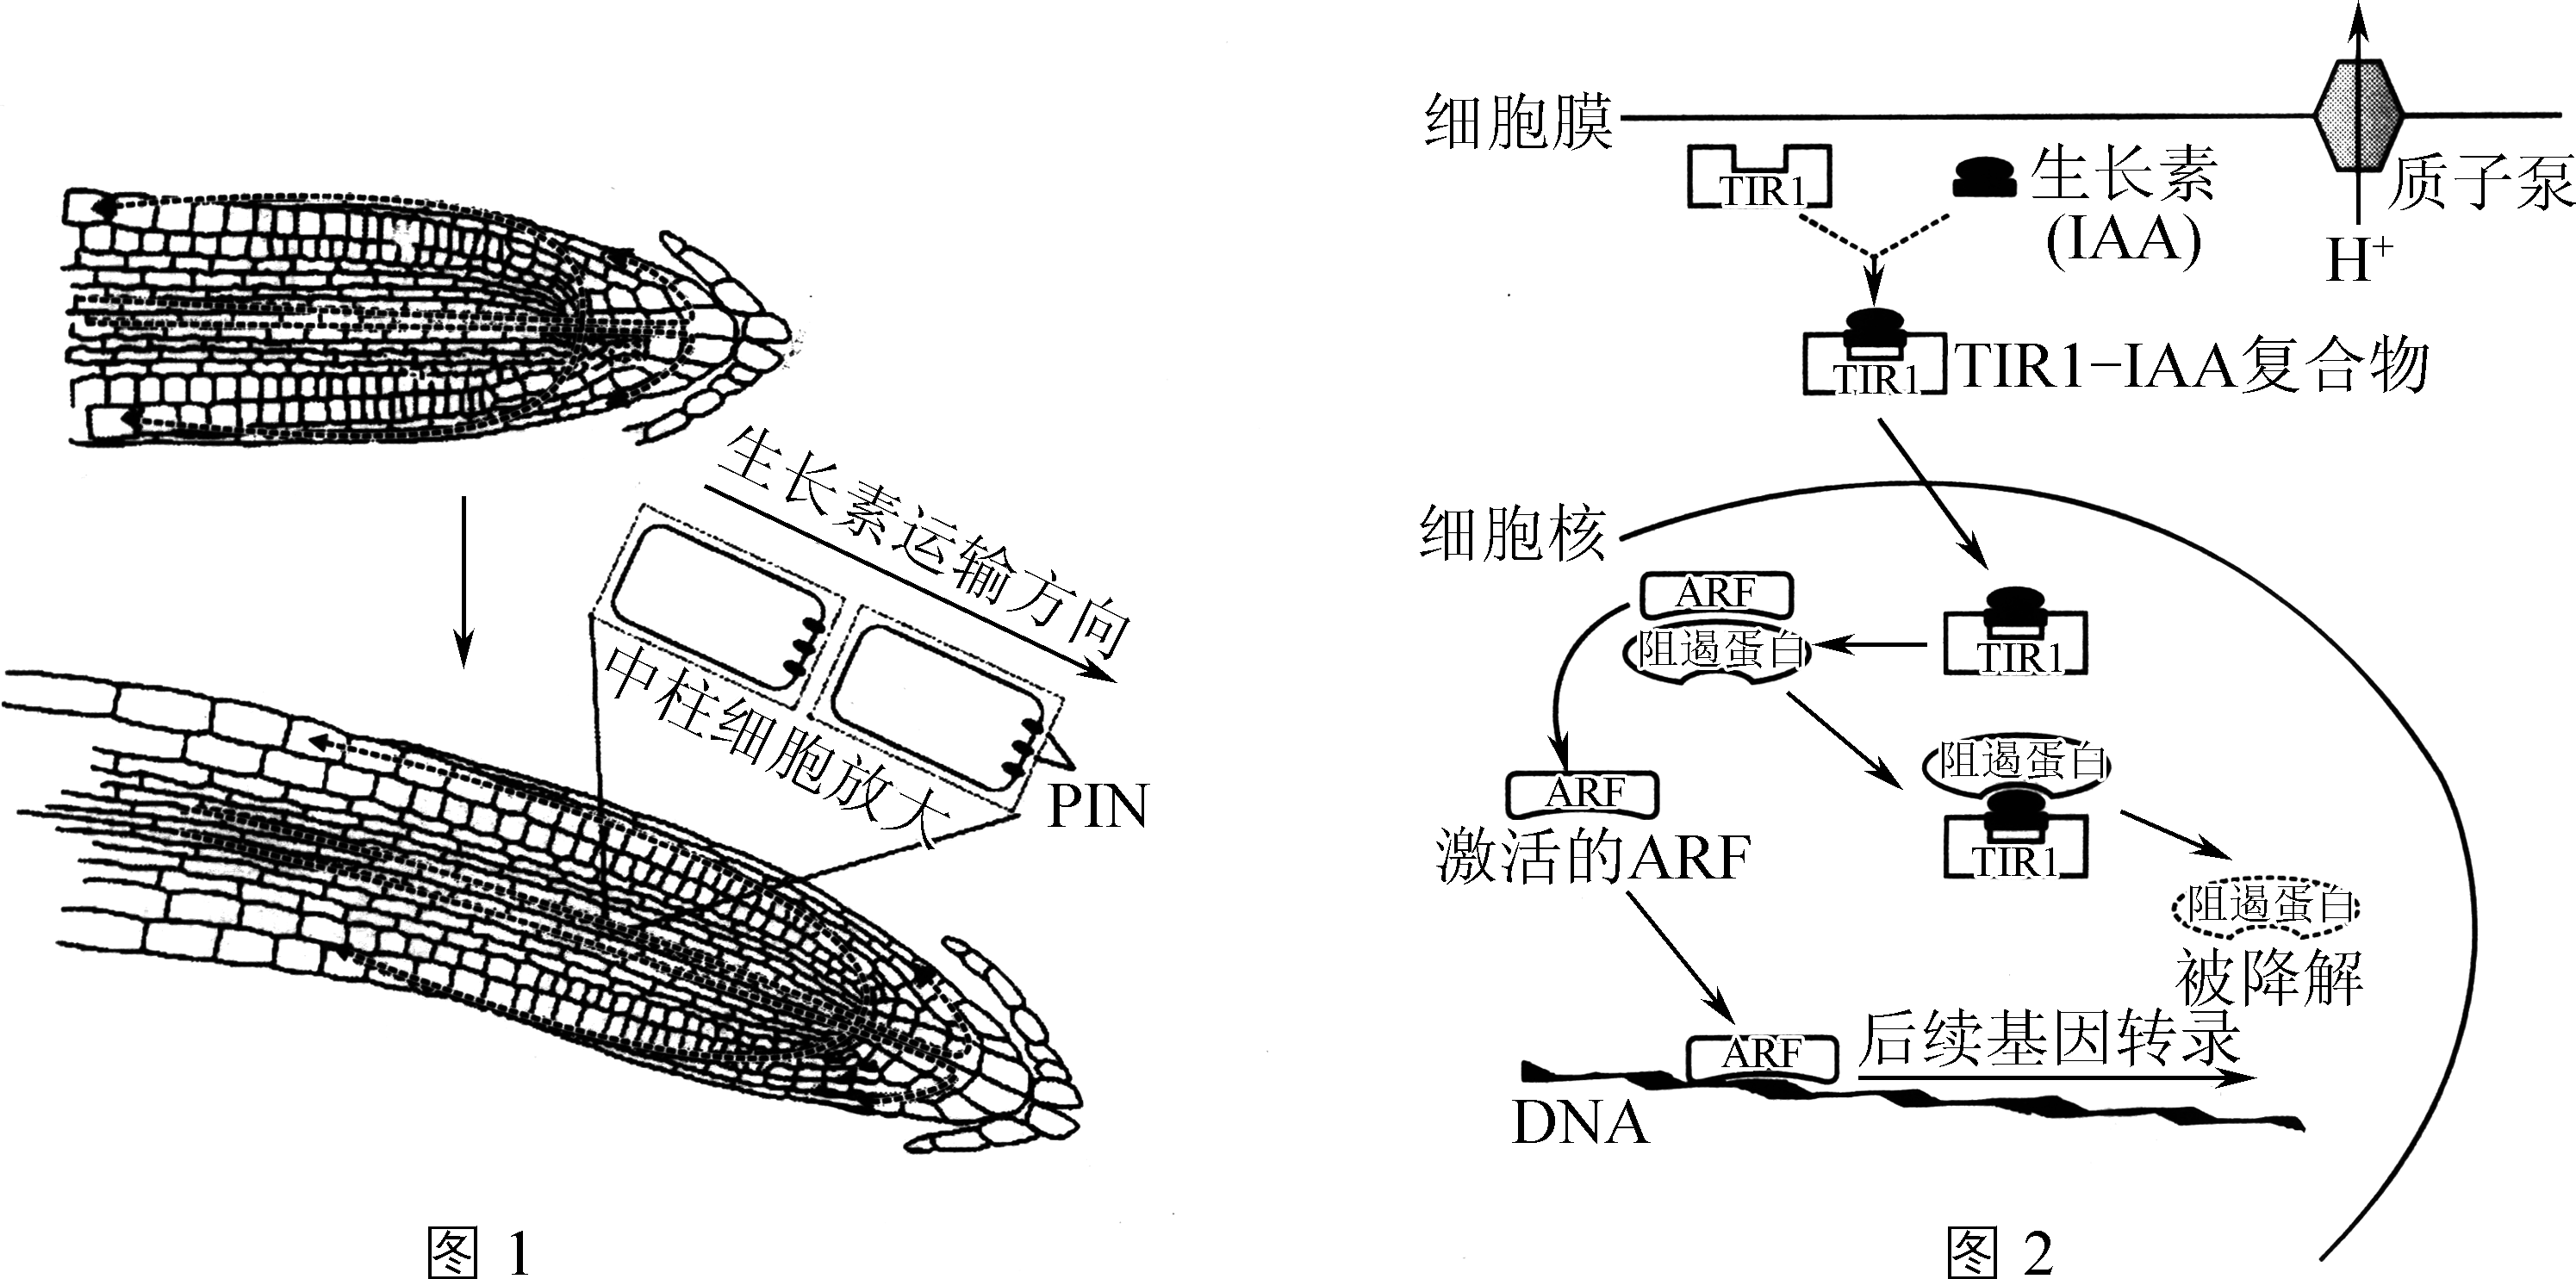 生长素运输方向
中柱细胞放大
PIN
图 1
细胞膜
TIR1
生长素
(IAA)
质子泵
H⁺
TIR1
TIR1-IAA复合物
细胞核
ARF
阻遏蛋白
TIR1
ARF
激活的ARF
阻遏蛋白
TIR1
阻遏蛋白
被降解
ARF
后续基因转录
DNA
图 2